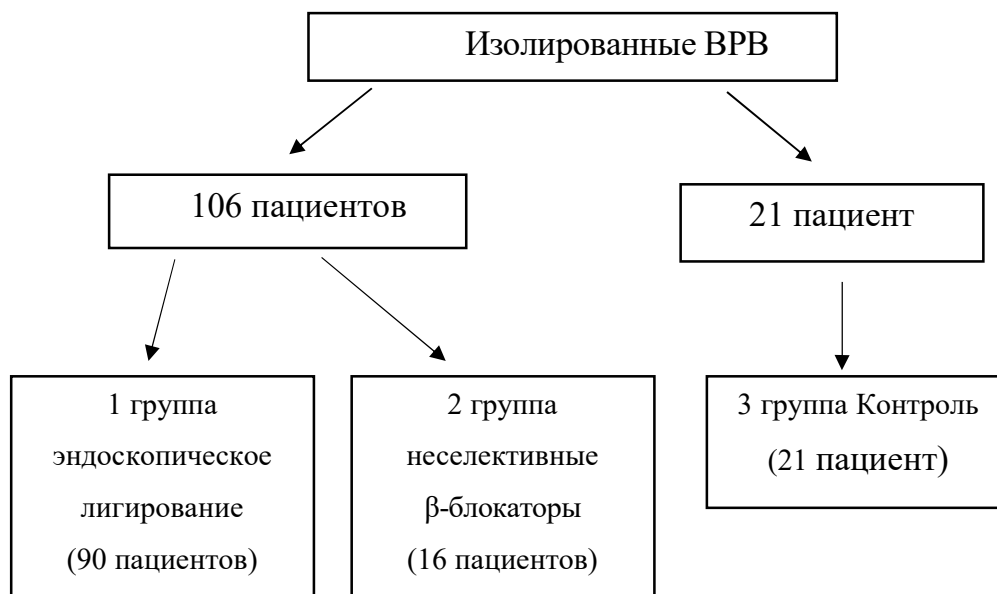 Изолированные ВРВ
106 пациентов
21 пациент
1 группа
эндоскопическое
лигирование
(90 пациентов)
2 группа
неселективные
β-блокаторы
(16 пациентов)
3 группа Контроль
(21 пациент)